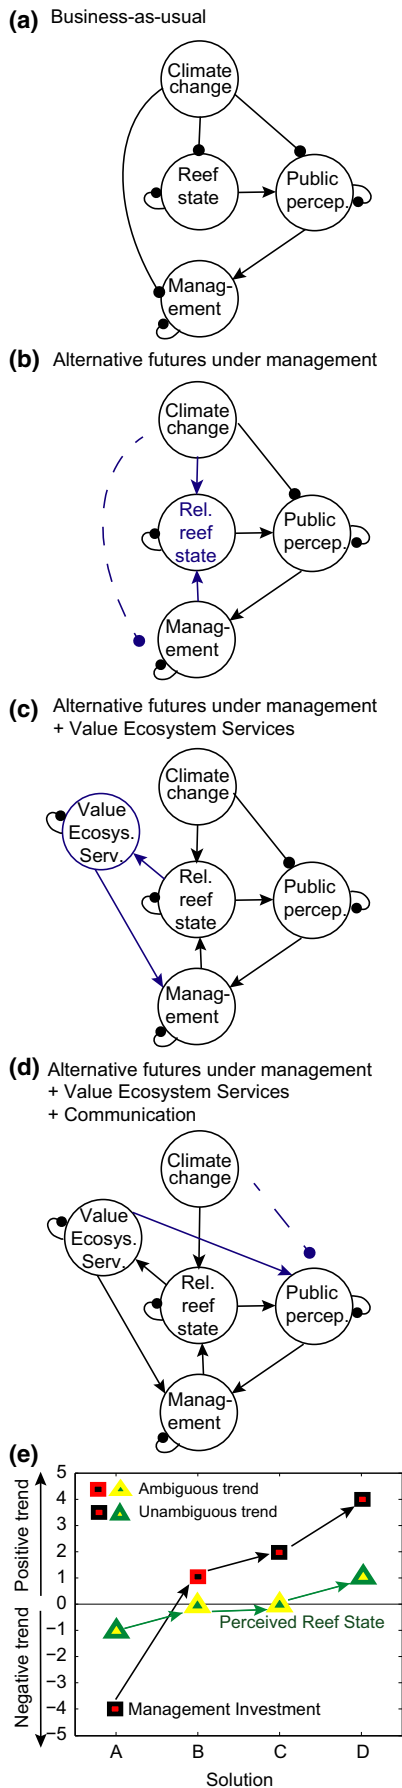 (a) Business-as-usual
Climate
change
Reef
state
Public
percep.
Manag-
ement
(b) Alternative futures under management
Climate
change
Rel.
reef
state
Public
percep.
Manag-
ement
(c) Alternative futures under management
+ Value Ecosystem Services
Climate
change
Value
Ecosys.
Serv.
Rel.
reef
state
Public
percep.
Manag-
ement
(d) Alternative futures under management
+ Value Ecosystem Services
+ Communication
Climate
change
Value
Ecosys.
Serv.
Rel.
reef
state
Public
percep.
Manag-
ement
(e)
Positive trend
Negative trend
5
4
3
2
1
0
−1
−2
−3
−4
−5
Ambiguous trend
Unambiguous trend
Perceived Reef State
Management Investment
A B C D
Solution